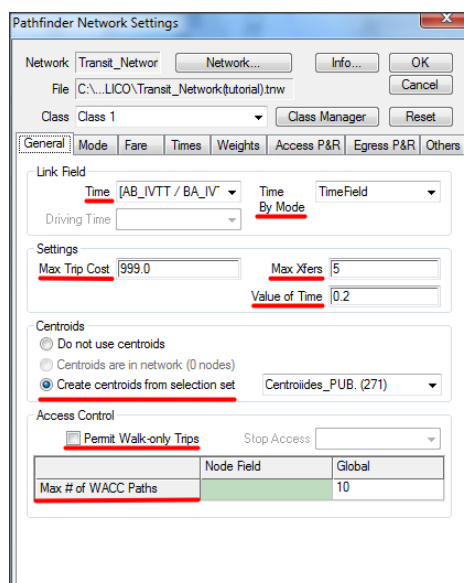 Pathfinder Network Settings
Network Transit_Networ Network... Info... OK
File C:\...LICO\Transit_Network(tutorial).tnw Cancel
Class Class 1 Class Manager Reset
General Mode Fare Times Weights Access P&R Egress P&R Others
Link Field
Time [AB_IVTT / BA_IV Time TimeField
By Mode
Driving Time
Settings
Max Trip Cost 999.0 Max Xfers 5
Value of Time 0.2
Centroids
Do not use centroids
Centroids are in network (0 nodes)
Create centroids from selection set Centroiides_PUB. (271)
Access Control
Permit Walk-only Trips Stop Access
Node Field Global
Max # of WACC Paths 10